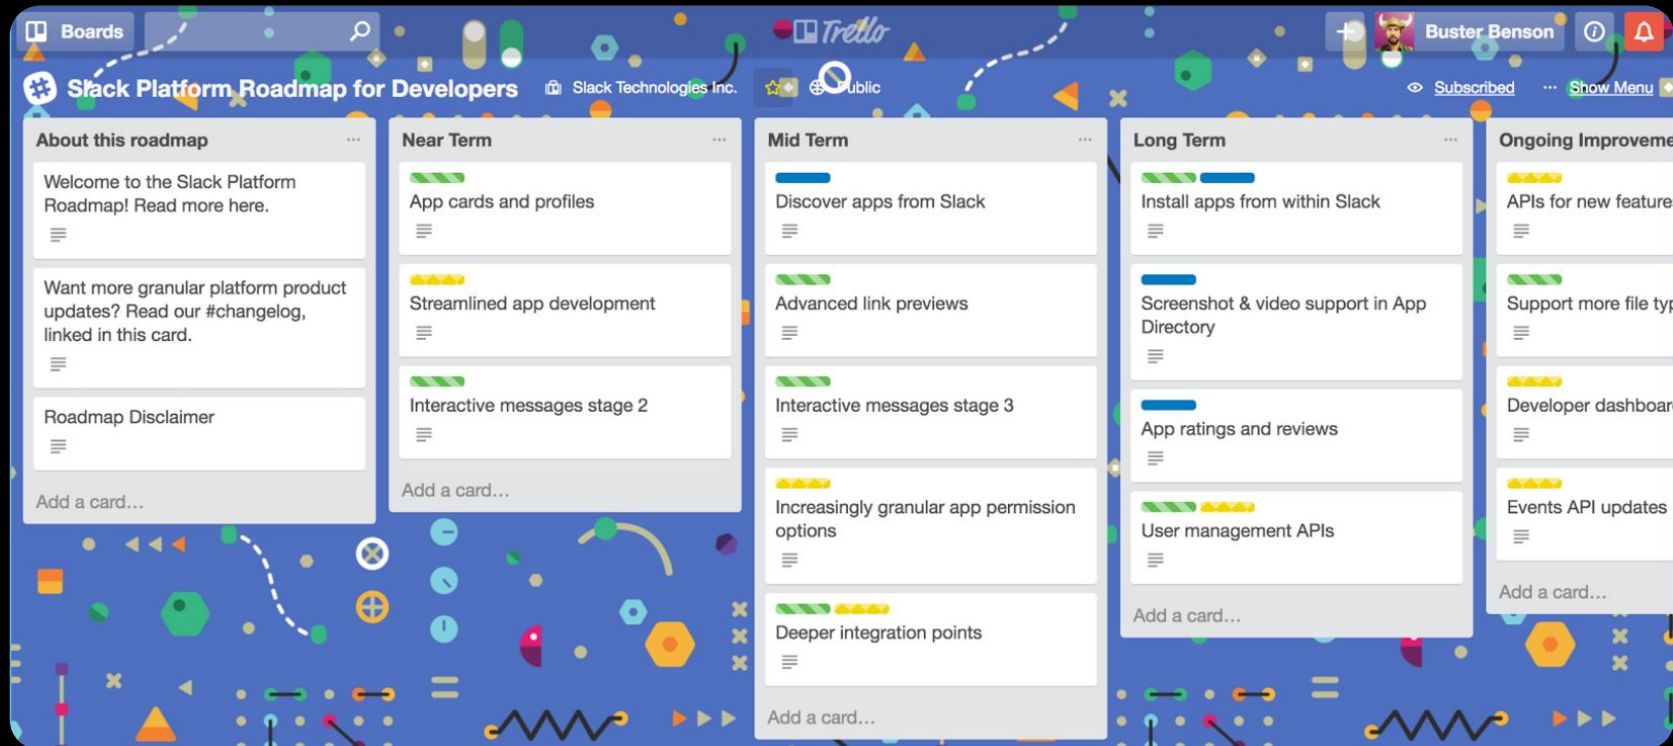 Boards
Trello
Buster Benson
Slack Platform Roadmap for Developers
Slack Technologies Inc.
Public
Subscribed
... Show Menu
About this roadmap
Welcome to the Slack Platform
Roadmap! Read more here.
Want more granular platform product
updates? Read our #changelog,
linked in this card.
Roadmap Disclaimer
Add a card...
Near Term
App cards and profiles
Streamlined app development
Interactive messages stage 2
Add a card...
Mid Term
Discover apps from Slack
Advanced link previews
Interactive messages stage 3
Increasingly granular app permission
options
Deeper integration points
Add a card...
Long Term
Install apps from within Slack
Screenshot & video support in App
Directory
App ratings and reviews
User management APIs
Add a card...
Ongoing Improveme
APIs for new feature
Support more file typ
Developer dashboar
Events API updates
Add a card...